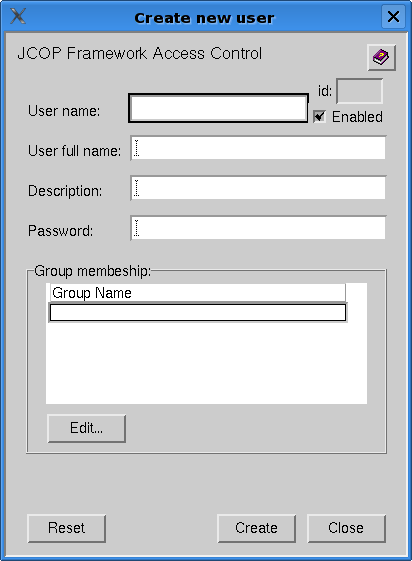 Create new user
JCOP Framework Access Control
id:
User name:
Enabled
User full name:
Description:
Password:
Group membeship:
Group Name
Edit...
Reset
Create
Close